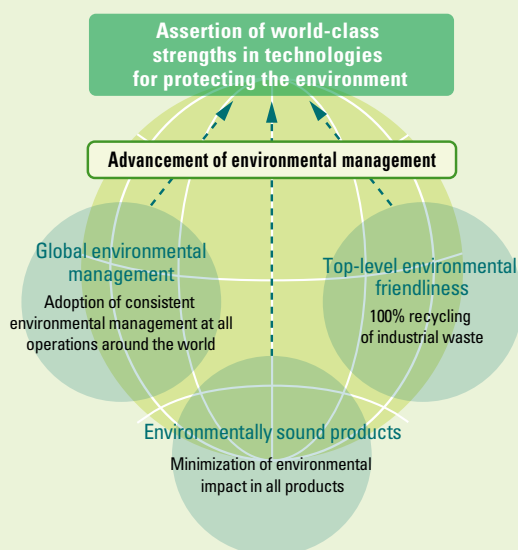 Assertion of world-class
strengths in technologies
for protecting the environment
Advancement of environmental management
Global environmental
management
Adoption of consistent
environmental management at all
operations around the world
Top-level environmental
friendliness
100% recycling
of industrial waste
Environmentally sound products
Minimization of environmental
impact in all products